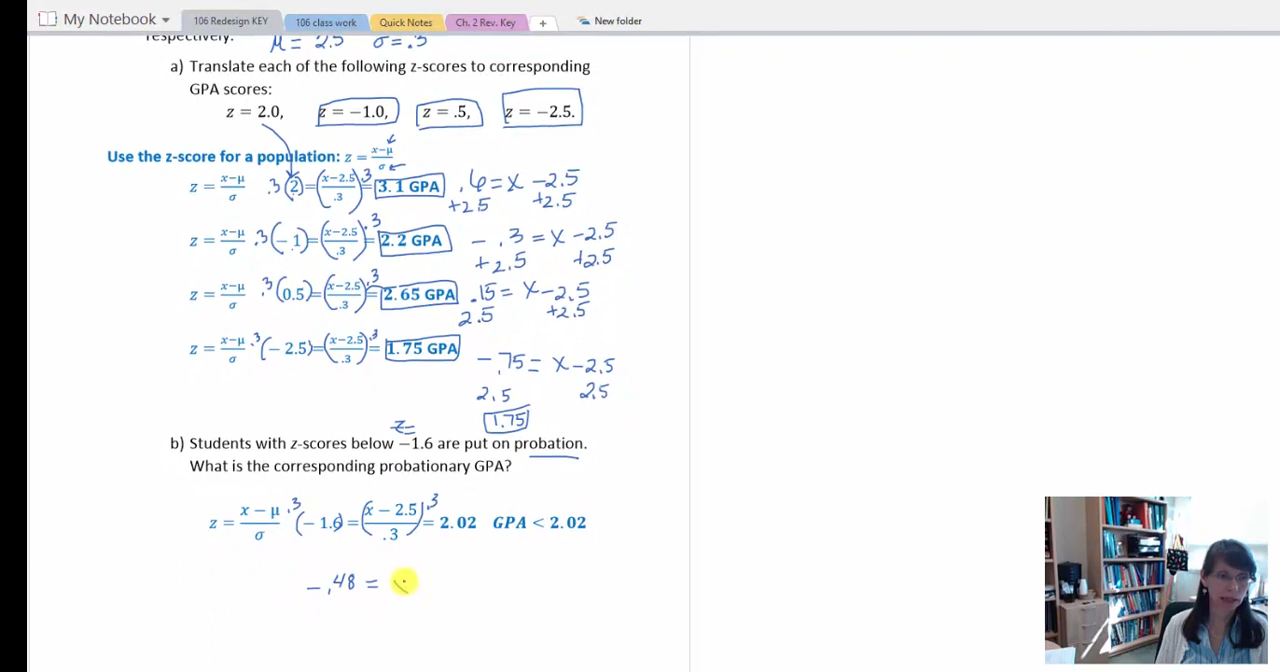 My Notebook
106 Redesign KEY
106 class work
Quick Notes
Ch. 2 Rev. Key
+
New folder
respectively. μ = 2.5 σ = .3
a) Translate each of the following z-scores to corresponding
GPA scores:
z = 2.0, z = −1.0, z = .5, z = −2.5.
Use the z-score for a population: z = x−μ / σ
z = x−μ / σ .3 (2) = (x−2.5 / .3) .3 = 3.1 GPA .6 = x − 2.5
+2.5 +2.5
z = x−μ / σ .3 (−1) = (x−2.5 / .3) .3 = 2.2 GPA −.3 = x − 2.5
+2.5 +2.5
z = x−μ / σ .3 (0.5) = (x−2.5 / .3) .3 = 2.65 GPA .15 = x − 2.5
2.5 +2.5
z = x−μ / σ .3 (−2.5) = (x−2.5 / .3) .3 = 1.75 GPA
−.75 = x − 2.5
2.5 2.5
1.75
z =
b) Students with z-scores below −1.6 are put on probation.
What is the corresponding probationary GPA?
z = x − μ / σ .3 (−1.6) = (x − 2.5 / .3) .3 = 2.02 GPA < 2.02
−.48 =